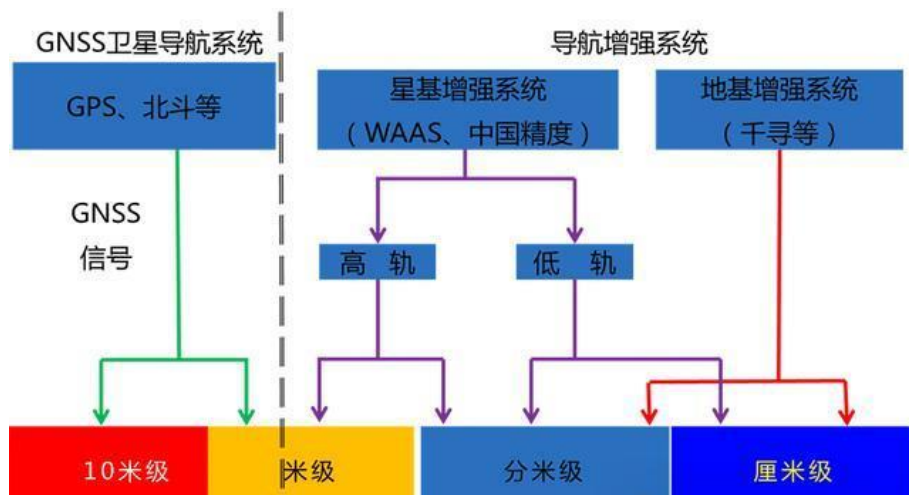 GNSS卫星导航系统
导航增强系统
GPS、北斗等
星基增强系统
（WAAS、中国精度）
地基增强系统
（千寻等）
GNSS
信号
高 轨
低 轨
10米级
米级
分米级
厘米级